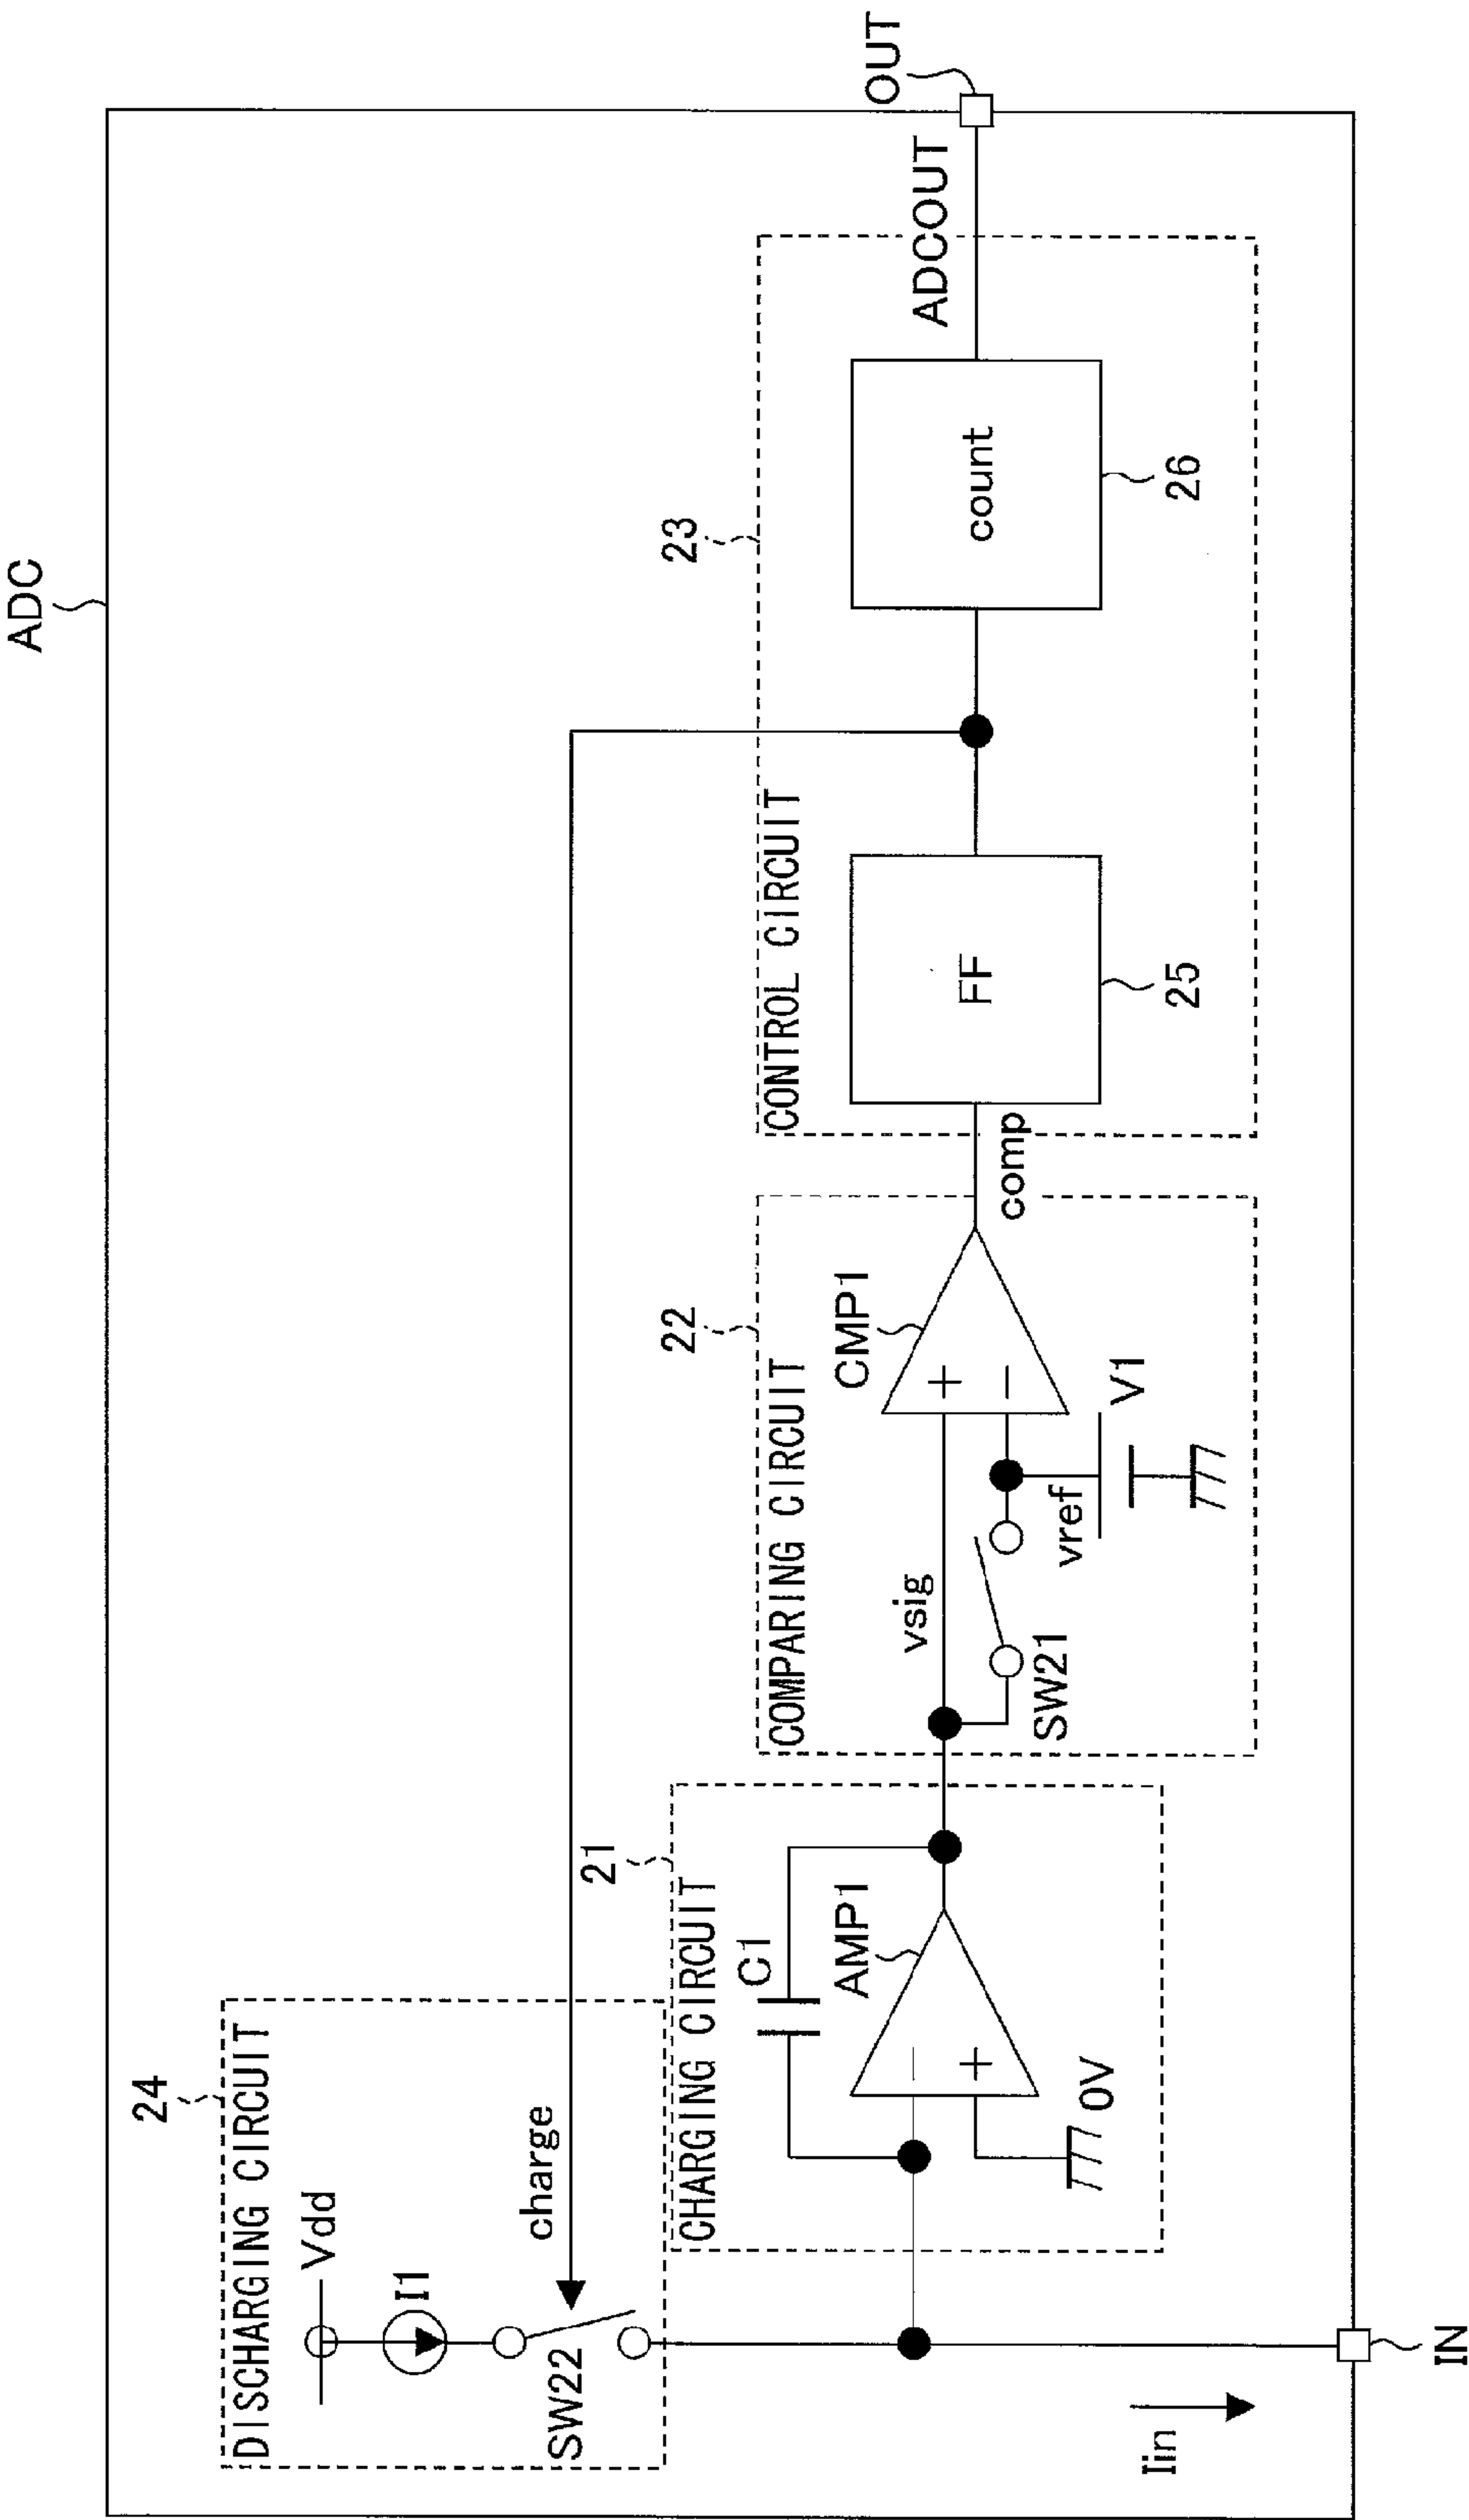 ADC
24
DISCHARGING CIRCUIT
Vdd
I1
SW22
charge
21
CHARGING CIRCUIT
C1
AMP1
−
+
0V
22
COMPARING CIRCUIT
vsig
SW21
vref
CMP1
+
−
V1
comp
23
CONTROL CIRCUIT
FF
25
count
26
ADCOUT
OUT
Iin
IN